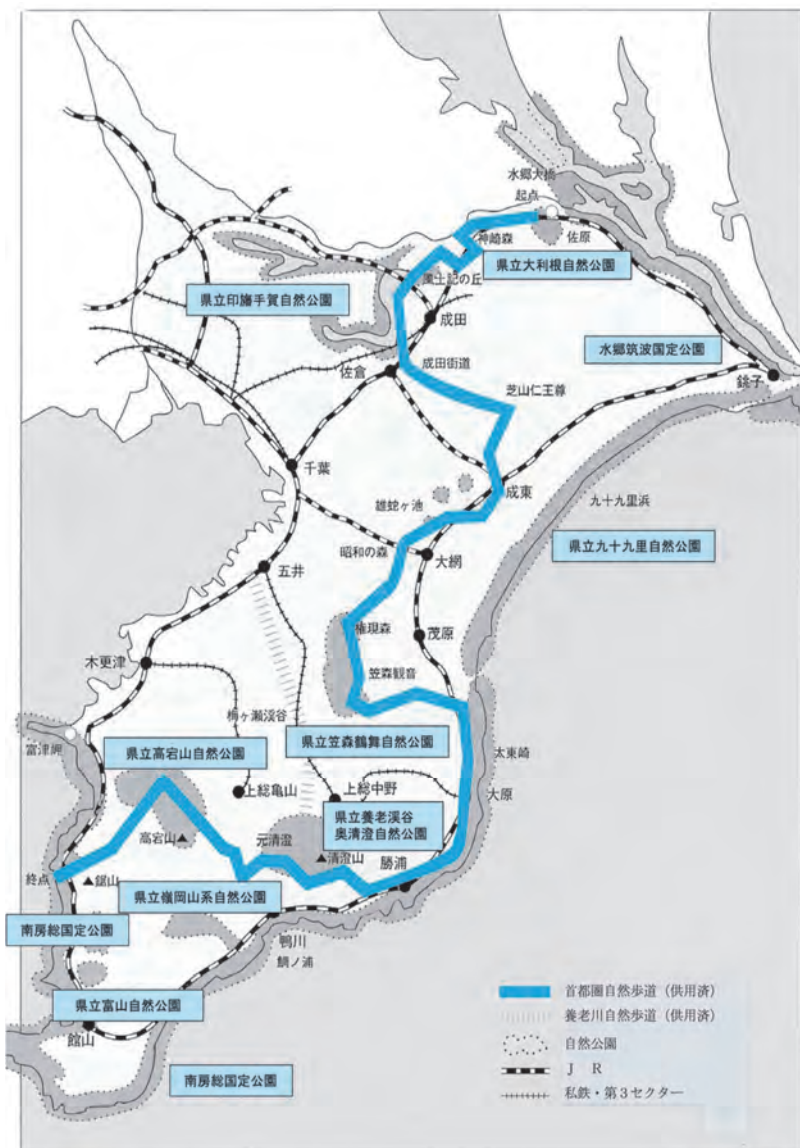 水郷大橋
起点
神崎森
佐原
県立大利根自然公園
風土記の丘
県立印旛手賀自然公園
成田
水郷筑波国定公園
佐倉
成田街道
銚子
芝山仁王尊
千葉
成東
雄蛇ヶ池
九十九里浜
昭和の森
大網
県立九十九里自然公園
五井
権現森
茂原
木更津
笠森観音
梅ヶ瀬渓谷
県立笠森鶴舞自然公園
富津岬
県立高宕山自然公園
太東崎
上総亀山
上総中野
大原
県立養老渓谷
奥清澄自然公園
高宕山
元清澄
清澄山
勝浦
終点
鋸山
県立嶺岡山系自然公園
南房総国定公園
鴨川
鯛ノ浦
県立富山自然公園
館山
南房総国定公園
首都圏自然歩道（供用済）
養老川自然歩道（供用済）
自然公園
J R
私鉄・第3セクター